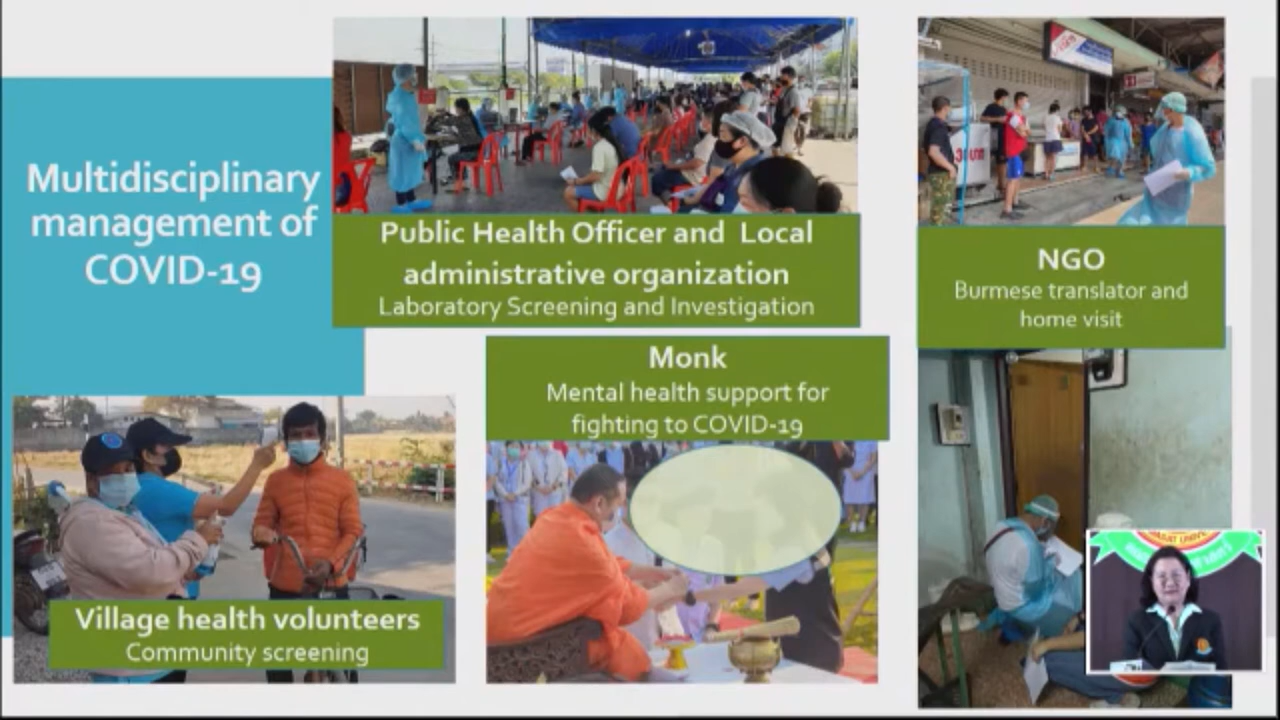 Multidisciplinary
management of
COVID-19
Public Health Officer and Local
administrative organization
Laboratory Screening and Investigation
NGO
Burmese translator and
home visit
Monk
Mental health support for
fighting to COVID-19
Village health volunteers
Community screening